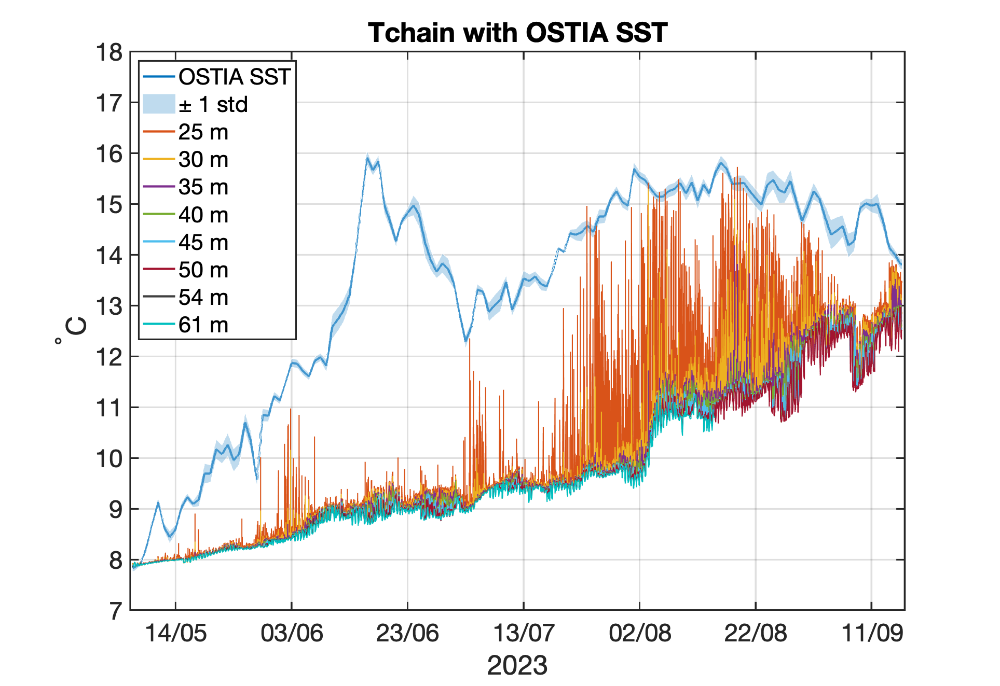 Tchain with OSTIA SST
18
17
16
15
14
13
12
11
10
9
8
7
°C
OSTIA SST
± 1 std
25 m
30 m
35 m
40 m
45 m
50 m
54 m
61 m
14/05 03/06 23/06 13/07 02/08 22/08 11/09
2023